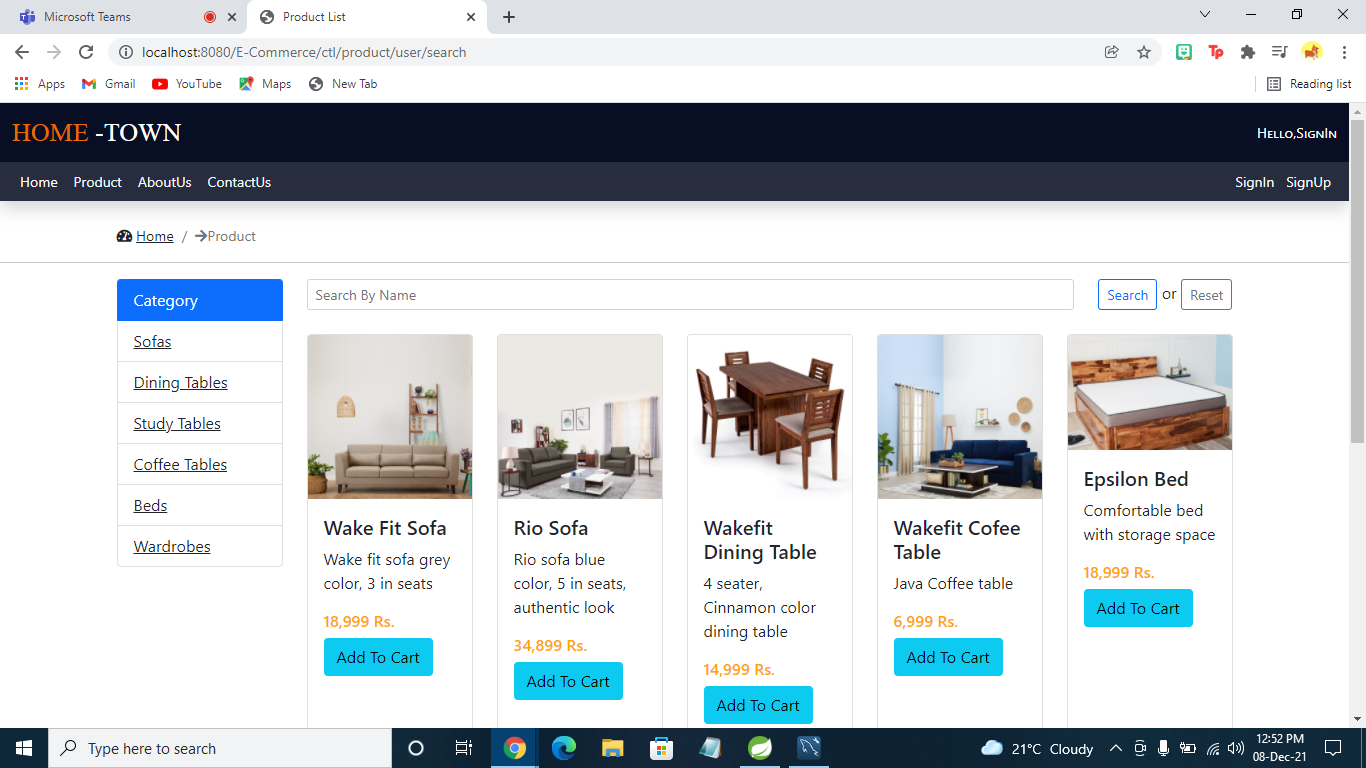 Microsoft Teams
Product List
localhost:8080/E-Commerce/ctl/product/user/search
Apps
Gmail
YouTube
Maps
New Tab
Reading list
HOME -TOWN
Hello,SignIn
Home Product AboutUs ContactUs
SignIn SignUp
Home / Product
Category
Sofas
Dining Tables
Study Tables
Coffee Tables
Beds
Wardrobes
Search By Name
Search or Reset
Wake Fit Sofa
Wake fit sofa grey
color, 3 in seats
18,999 Rs.
Add To Cart
Rio Sofa
Rio sofa blue
color, 5 in seats,
authentic look
34,899 Rs.
Add To Cart
Wakefit
Dining Table
4 seater,
Cinnamon color
dining table
14,999 Rs.
Add To Cart
Wakefit Cofee
Table
Java Coffee table
6,999 Rs.
Add To Cart
Epsilon Bed
Comfortable bed
with storage space
18,999 Rs.
Add To Cart
Type here to search
21°C Cloudy
12:52 PM
08-Dec-21